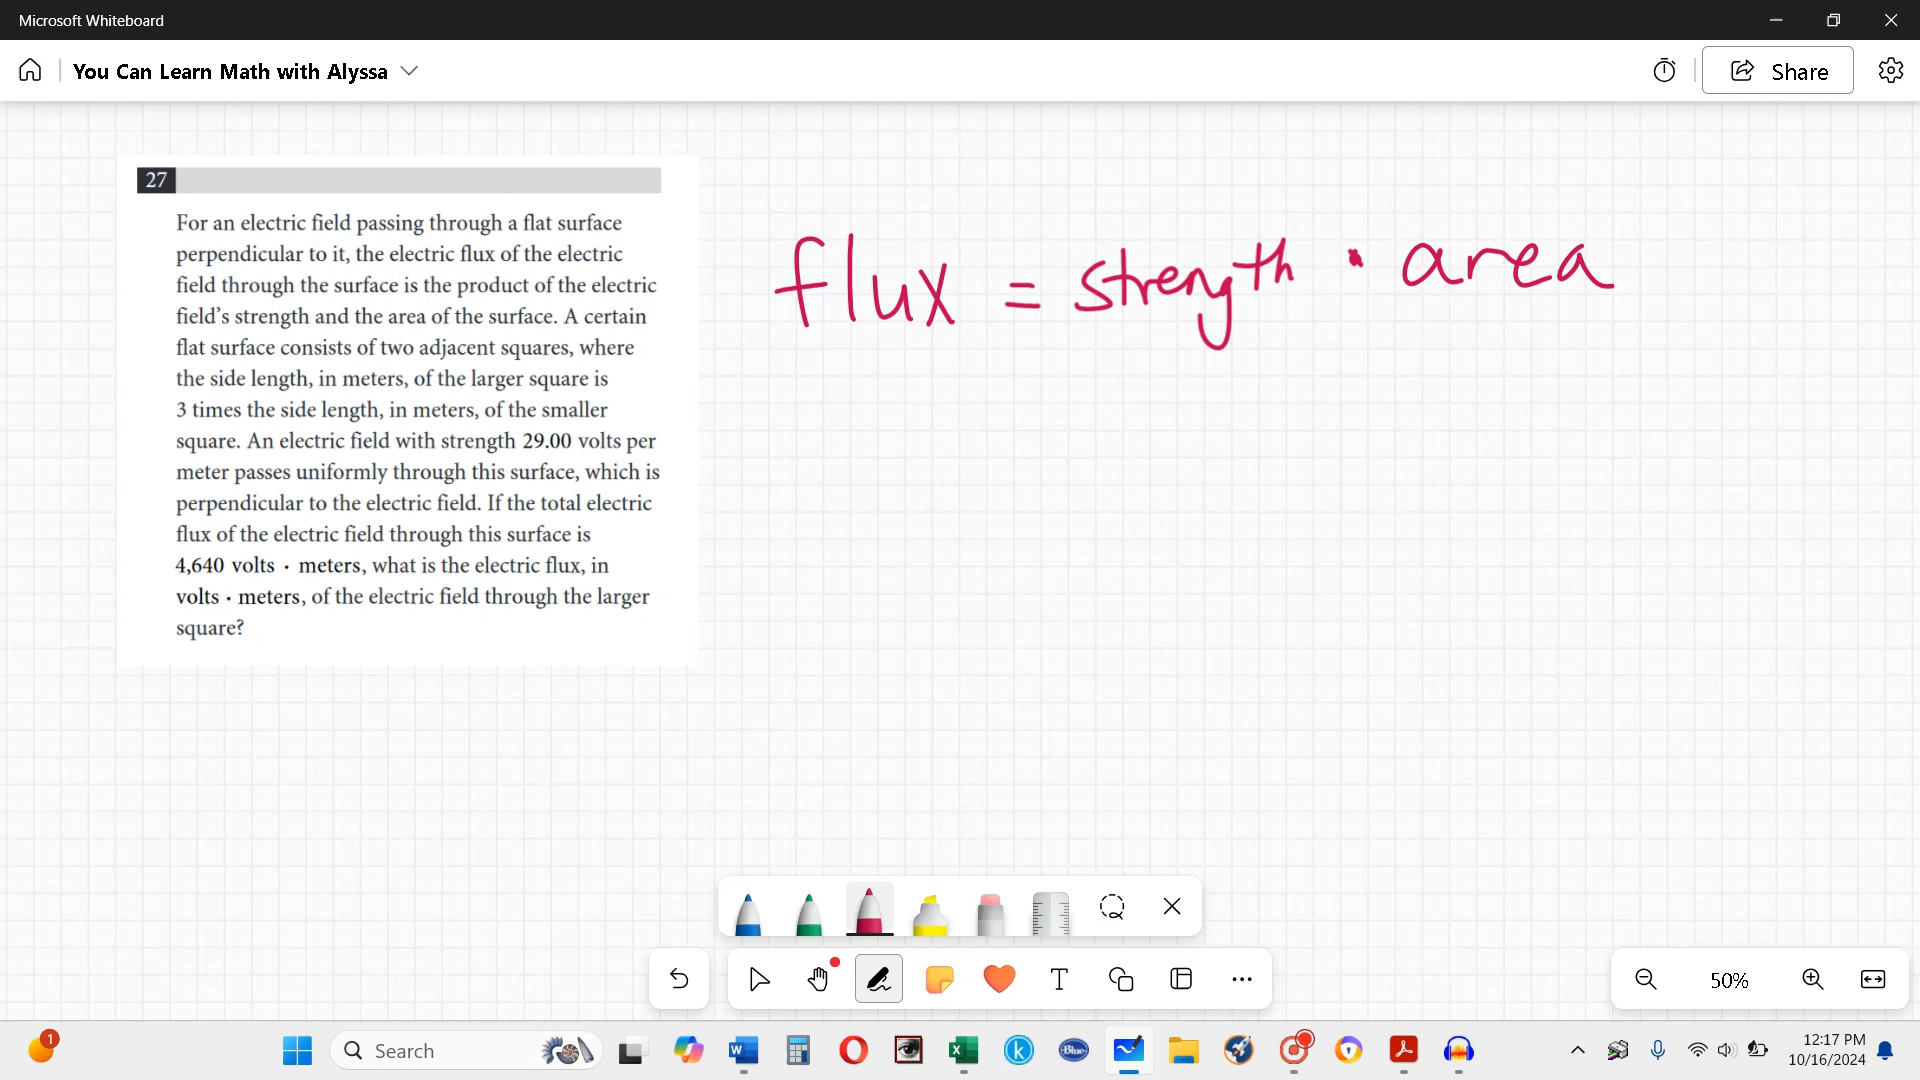 Microsoft Whiteboard
You Can Learn Math with Alyssa
Share
27
For an electric field passing through a flat surface
perpendicular to it, the electric flux of the electric
field through the surface is the product of the electric
field's strength and the area of the surface. A certain
flat surface consists of two adjacent squares, where
the side length, in meters, of the larger square is
3 times the side length, in meters, of the smaller
square. An electric field with strength 29.00 volts per
meter passes uniformly through this surface, which is
perpendicular to the electric field. If the total electric
flux of the electric field through this surface is
4,640 volts · meters, what is the electric flux, in
volts · meters, of the electric field through the larger
square?
flux = strength · area
50%
1
Search
Blue
12:17 PM
10/16/2024